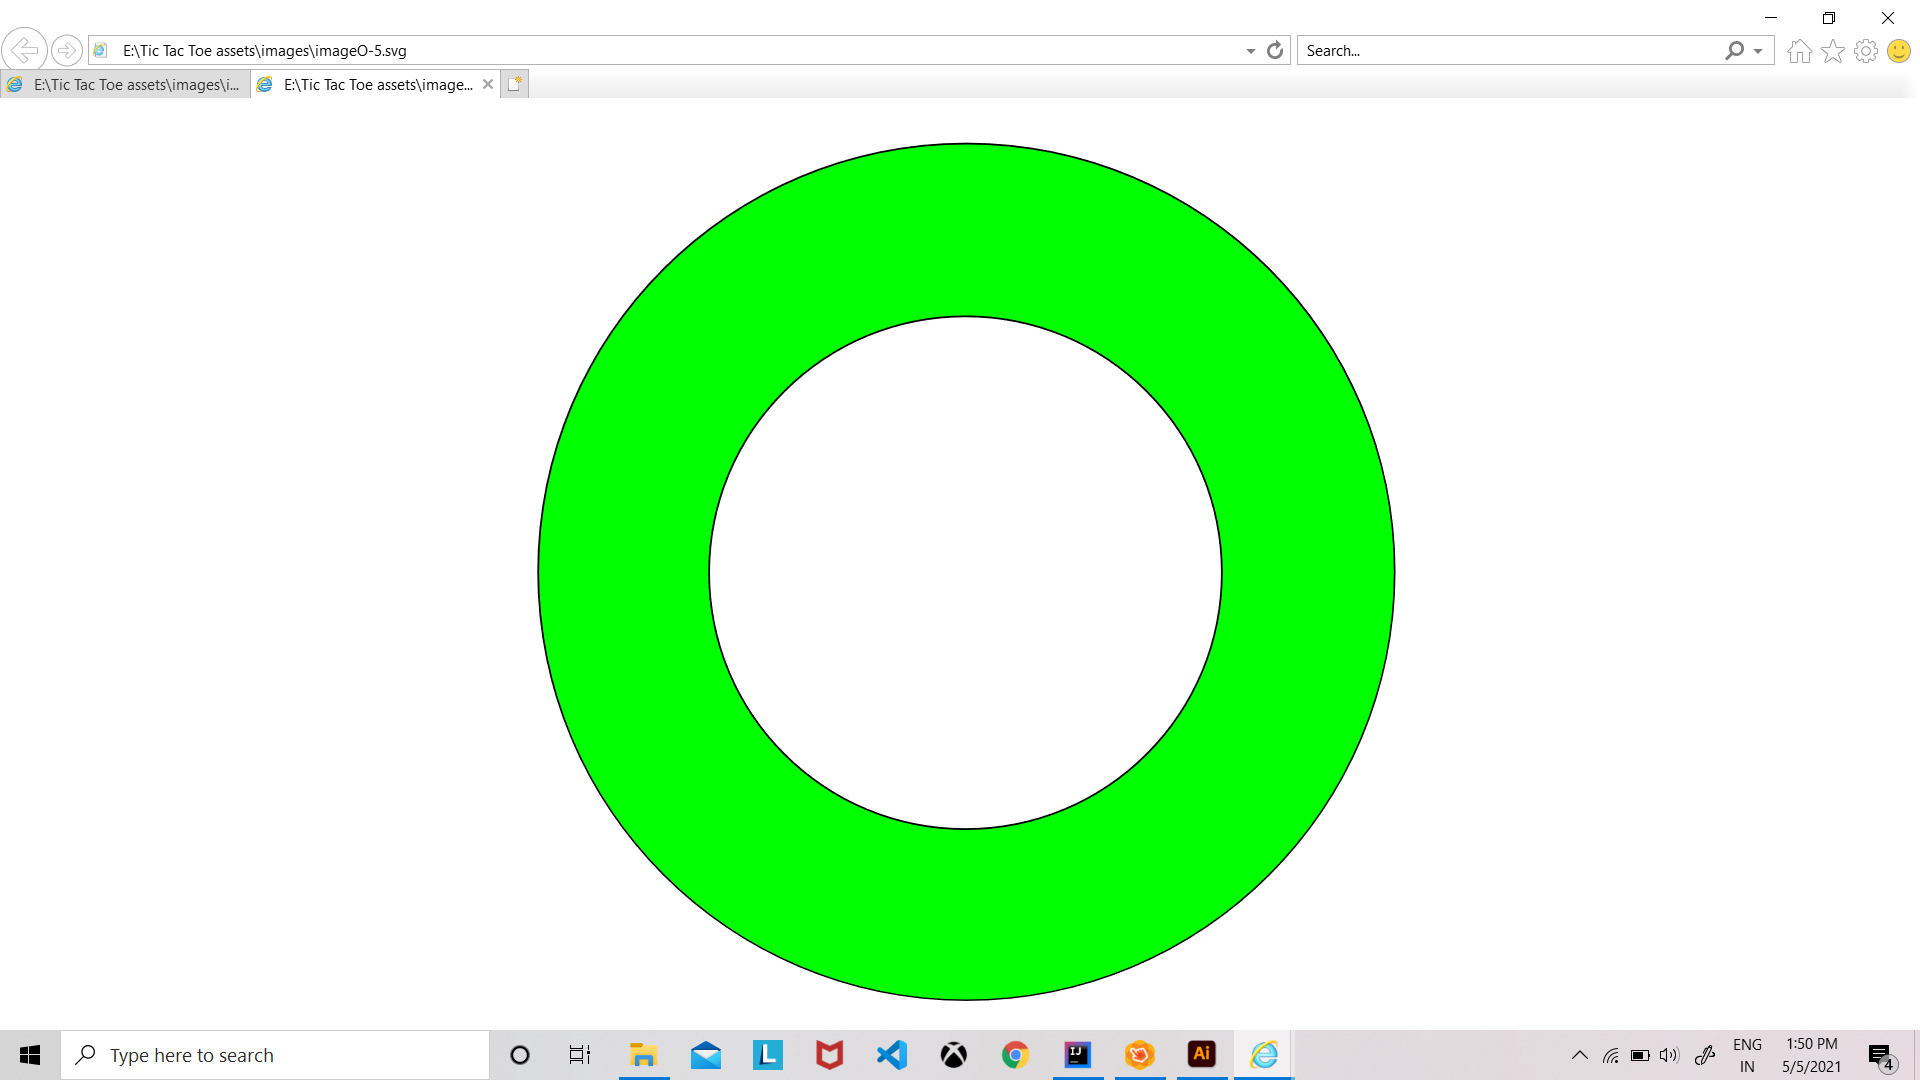 E:\Tic Tac Toe assets\images\imageO-5.svg
Search...
E:\Tic Tac Toe assets\images\i...
E:\Tic Tac Toe assets\image...
Type here to search
L
IJ
Ai
ENG
IN
1:50 PM
5/5/2021
4